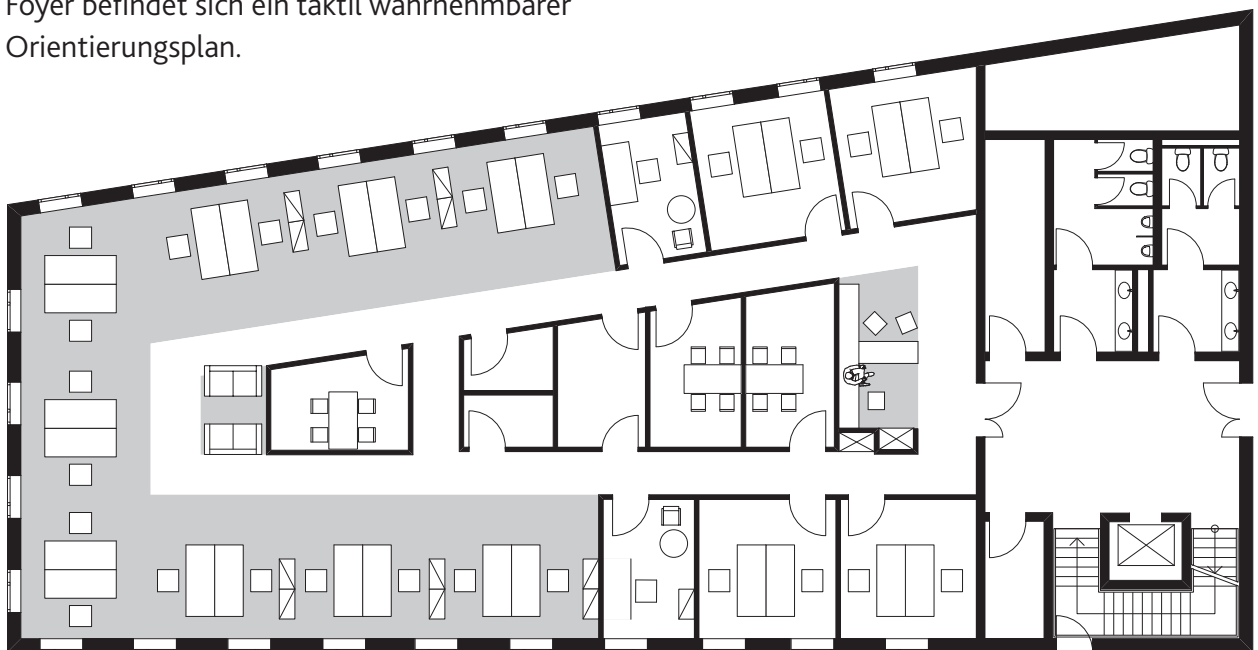 Foyer befindet sich ein taktil wahrnehmbarer
Orientierungsplan.